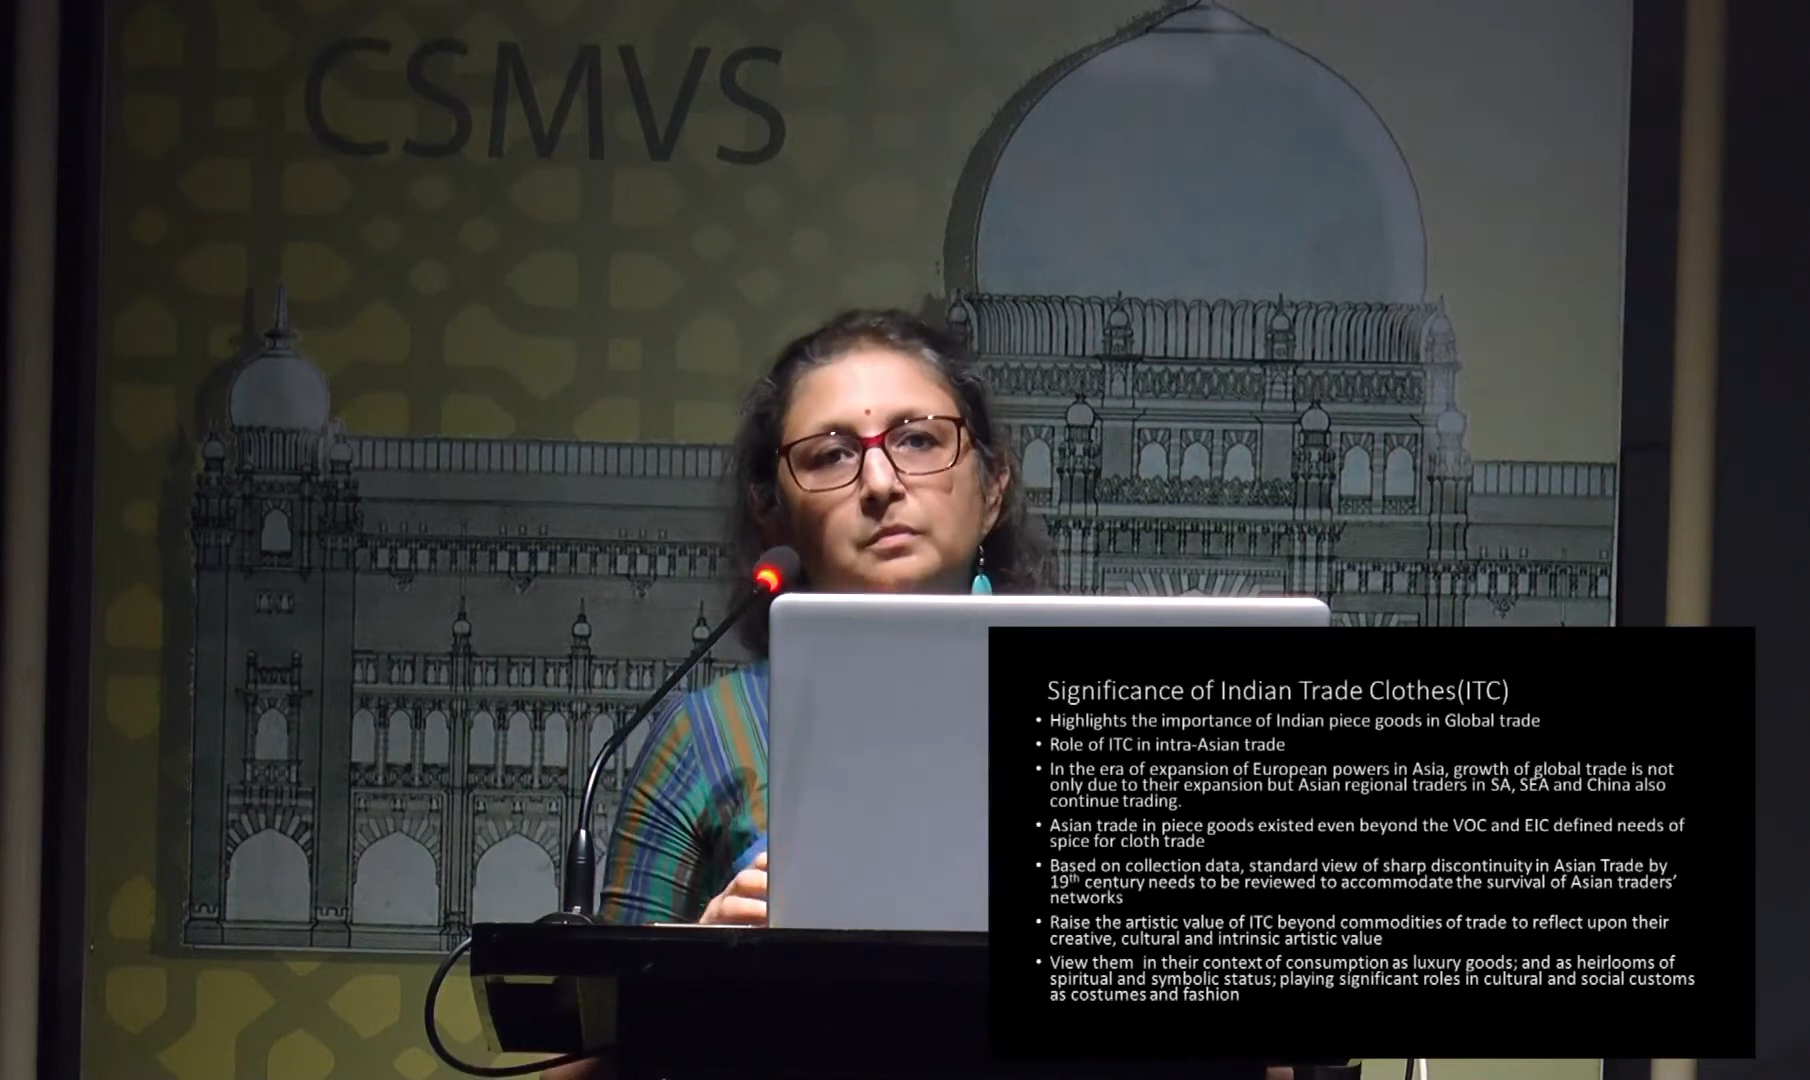 CSMVS
Significance of Indian Trade Clothes(ITC)
• Highlights the importance of Indian piece goods in Global trade
• Role of ITC in intra-Asian trade
• In the era of expansion of European powers in Asia, growth of global trade is not
only due to their expansion but Asian regional traders in SA, SEA and China also
continue trading.
• Asian trade in piece goods existed even beyond the VOC and EIC defined needs of
spice for cloth trade
• Based on collection data, standard view of sharp discontinuity in Asian Trade by
19th century needs to be reviewed to accommodate the survival of Asian traders’
networks
• Raise the artistic value of ITC beyond commodities of trade to reflect upon their
creative, cultural and intrinsic artistic value
• View them in their context of consumption as luxury goods; and as heirlooms of
spiritual and symbolic status; playing significant roles in cultural and social customs
as costumes and fashion